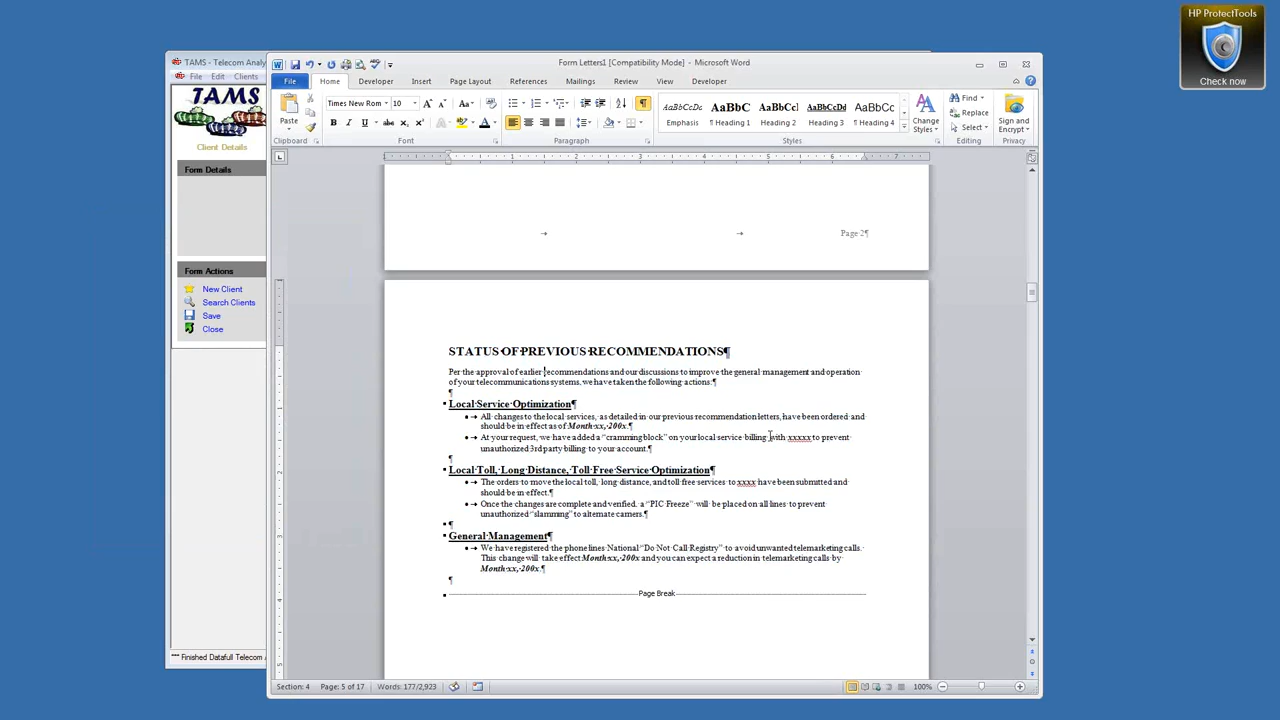 HP ProtectTools
Check now
TAMS - Telecom Analy
File Edit Clients
TAMS
Client Details
Form Details
Form Actions
New Client
Search Clients
Save
Close
*** Finished Datafull Telecom
Form Letters1 [Compatibility Mode] - Microsoft Word
File Home Developer Insert Page Layout References Mailings Review View Developer
Paste
Clipboard
Times New Rom 10
Font
Paragraph
AaBbCcDc AaBbC AaBbCcl AaBbCcDd AaBbCc
Emphasis ¶ Heading 1 Heading 2 Heading 3 ¶ Heading 4
Change Styles
Styles
Find
Replace
Select
Editing
Sign and Encrypt
Privacy
Page 2¶
STATUS OF PREVIOUS RECOMMENDATIONS¶
Per the approval of earlier recommendations and our discussions to improve the general management and operation
of your telecommunications systems, we have taken the following actions:¶
¶
Local Service Optimization¶
All changes to the local services, as detailed in our previous recommendation letters, have been ordered and
should be in effect as of Month xx, 200x.¶
At your request, we have added a “cramming block” on your local service billing with xxxxx to prevent
unauthorized 3rd party billing to your account.¶
¶
Local Toll, Long Distance, Toll Free Service Optimization¶
The orders to move the local toll, long distance, and toll free services to xxxx have been submitted and
should be in effect.¶
Once the changes are complete and verified, a “PIC Freeze” will be placed on all lines to prevent
unauthorized “slamming” to alternate carriers.¶
¶
General Management¶
We have registered the phone lines National “Do Not Call Registry” to avoid unwanted telemarketing calls.
This change will take effect Month xx, 200x and you can expect a reduction in telemarketing calls by
Month xx, 200x.¶
¶
Page Break
Section: 4 Page: 5 of 17 Words: 177/2,923 100%